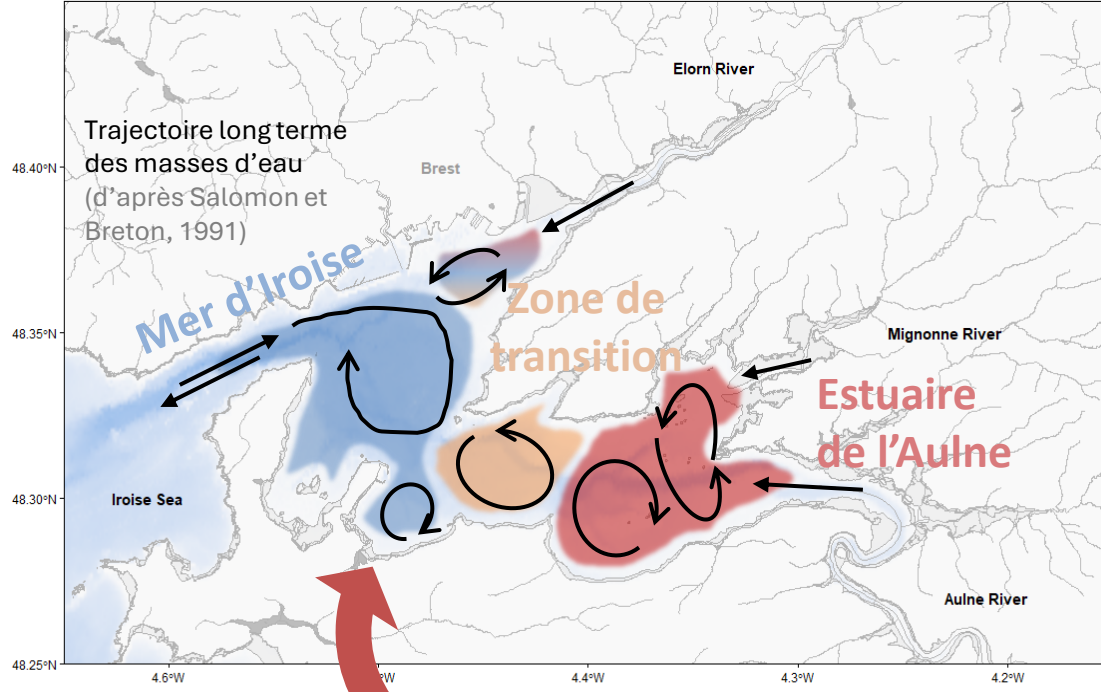 Elorn River
Trajectoire long terme
des masses d'eau
(d'après Salomon et
Breton, 1991)
Brest
48.40°N
Mer d'Iroise
Zone de
transition
48.35°N
Mignonne River
Estuaire
de l'Aulne
48.30°N
Iroise Sea
Aulne River
48.25°N
4.6°W
°W
4.4°W
4.3°W
4.2°W